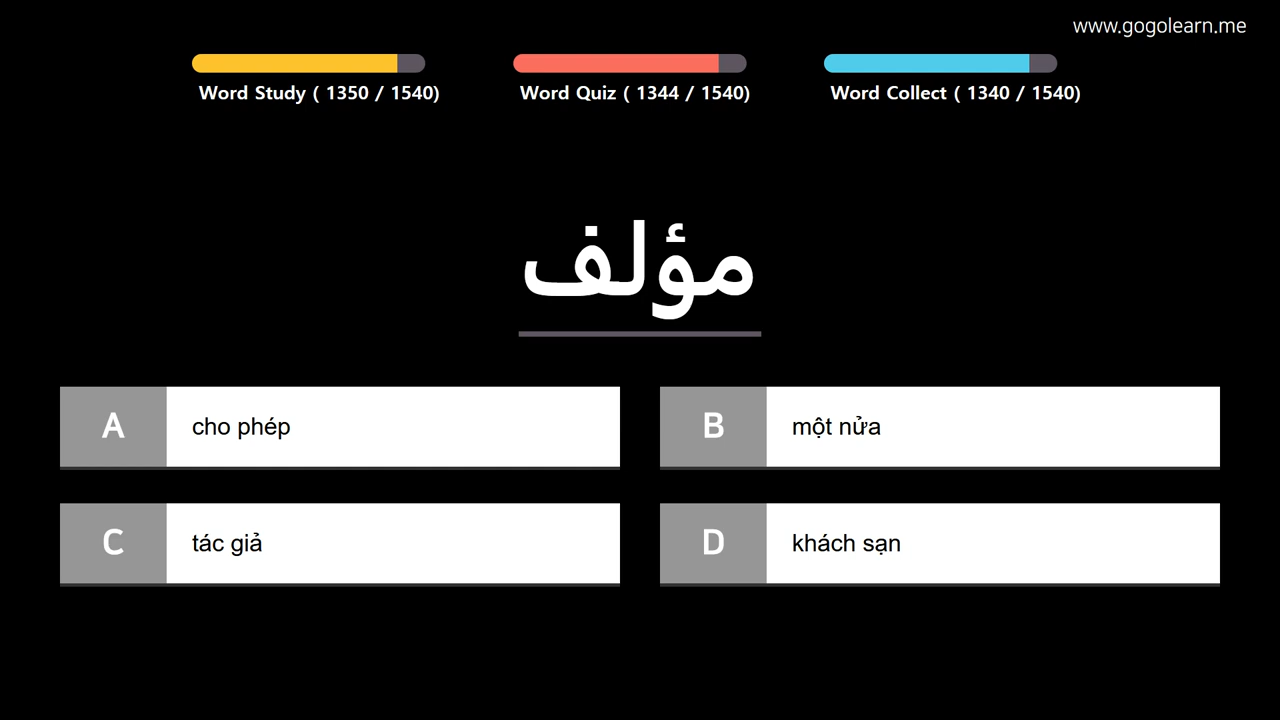 www.gogolearn.me
Word Study ( 1350 / 1540)
Word Quiz ( 1344 / 1540)
Word Collect ( 1340 / 1540)
مؤلف
A cho phép
B một nửa
C tác giả
D khách sạn